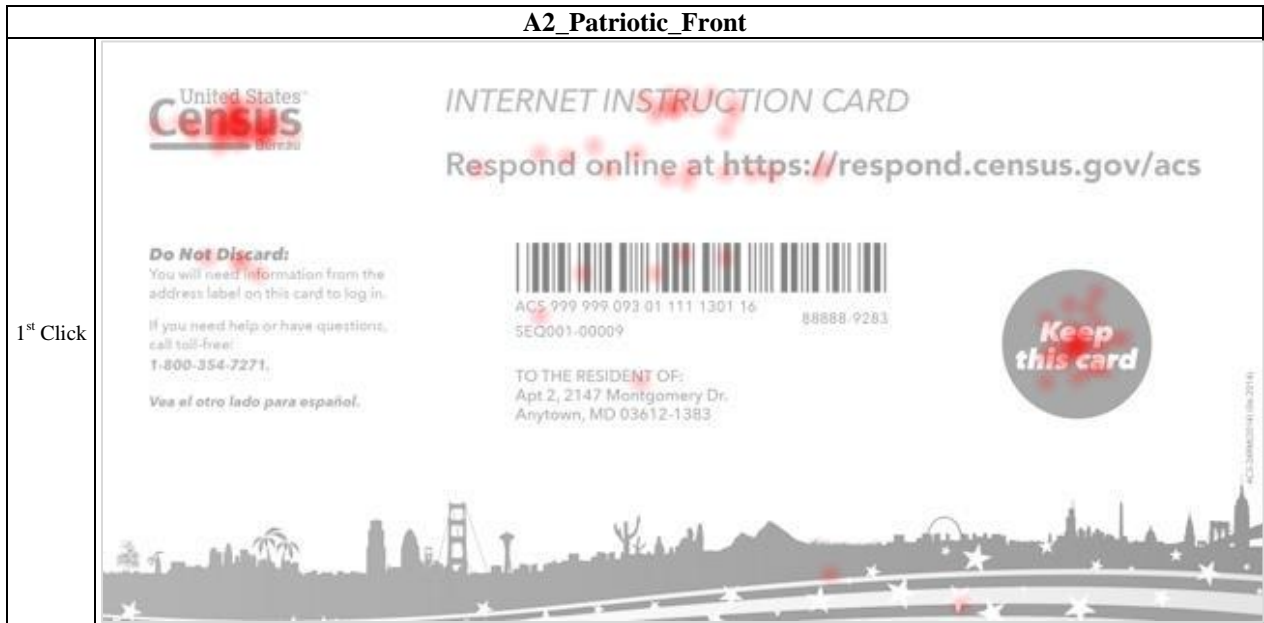 A2_Patriotic_Front
1st Click
United States™
Census
Bureau
INTERNET INSTRUCTION CARD
Respond online at https://respond.census.gov/acs
Do Not Discard:
You will need information from the
address label on this card to log in.
If you need help or have questions,
call toll-free:
1-800-354-7271.
Vea el otro lado para español.
ACS 999 999 093 01 111 1301 16
88888-9283
SEQ001-00009
TO THE RESIDENT OF:
Apt 2, 2147 Montgomery Dr.
Anytown, MD 03612-1383
Keep
this card